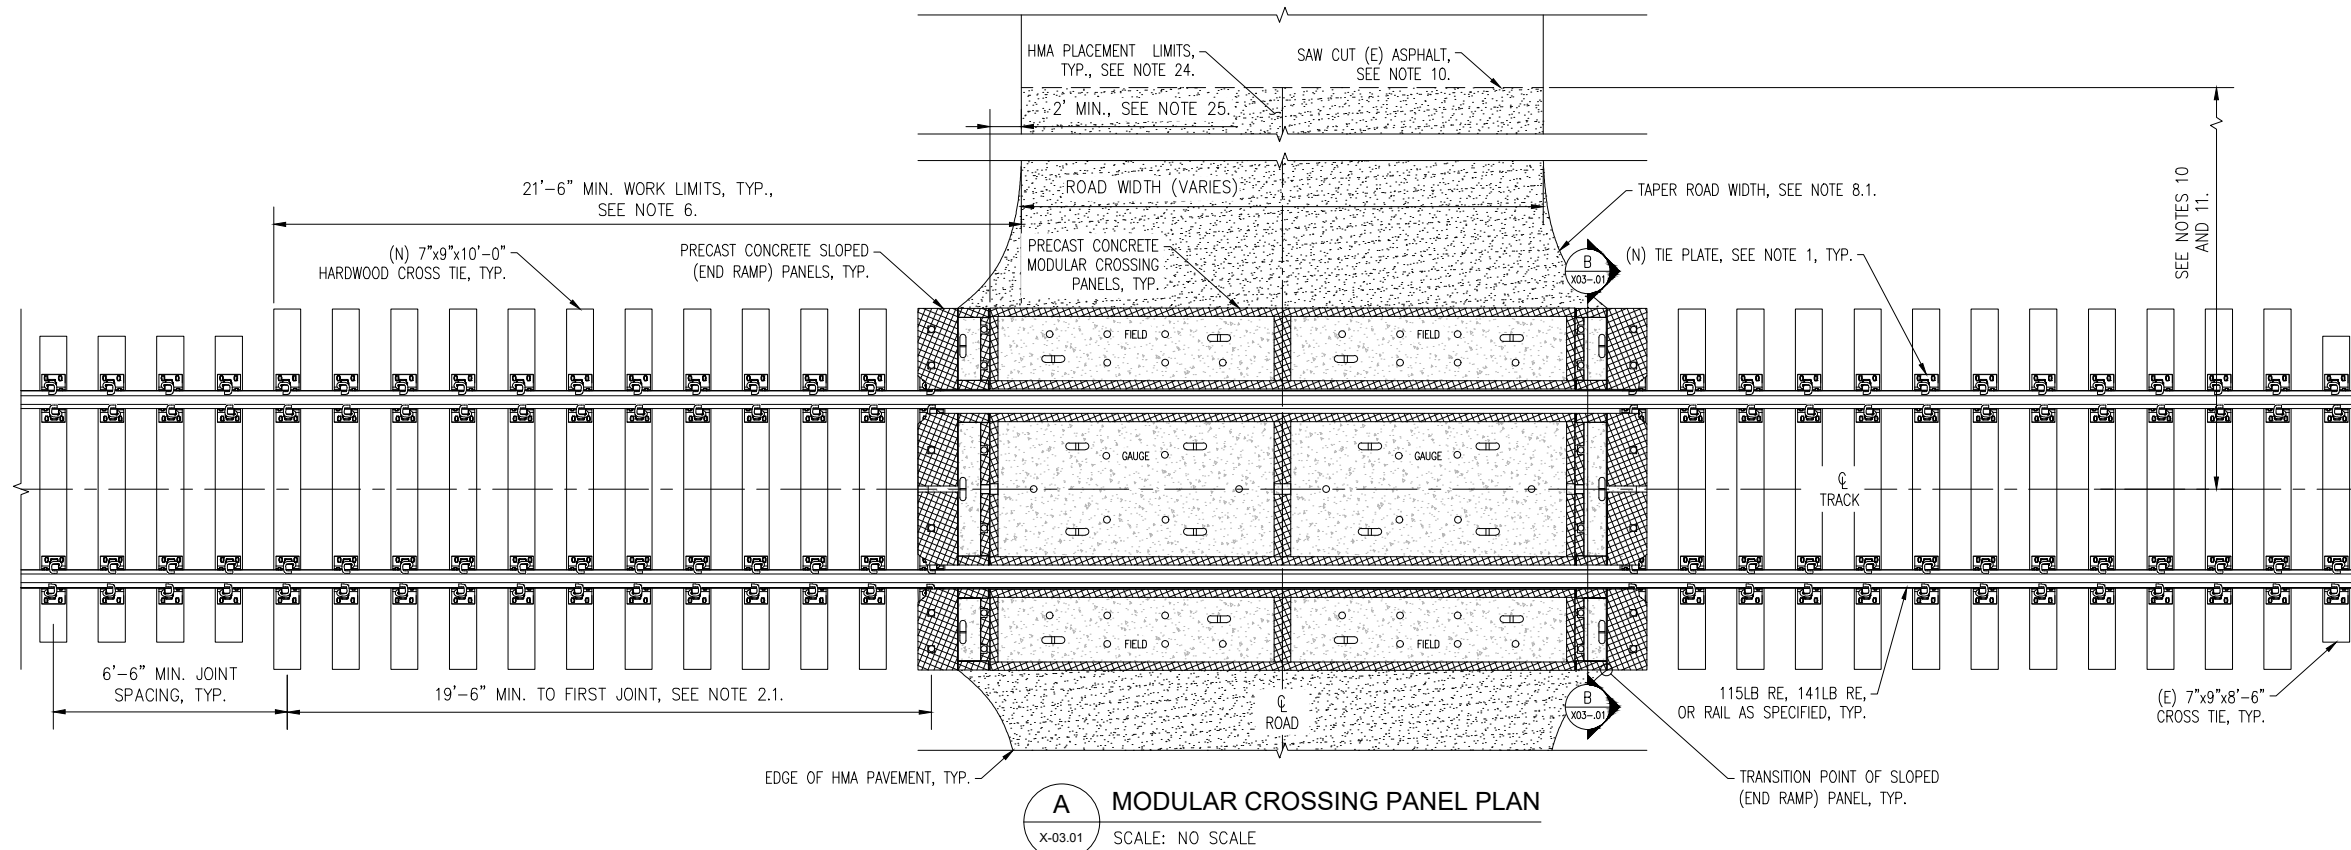 HMA PLACEMENT LIMITS,
TYP., SEE NOTE 24.
SAW CUT (E) ASPHALT,
SEE NOTE 10.
2' MIN., SEE NOTE 25.
21'-6" MIN. WORK LIMITS, TYP.,
SEE NOTE 6.
ROAD WIDTH (VARIES)
TAPER ROAD WIDTH, SEE NOTE 8.1.
SEE NOTES 10
AND 11.
(N) 7"x9"x10'-0"
HARDWOOD CROSS TIE, TYP.
PRECAST CONCRETE SLOPED
(END RAMP) PANELS, TYP.
PRECAST CONCRETE
MODULAR CROSSING
PANELS, TYP.
B
X03-.01
(N) TIE PLATE, SEE NOTE 1, TYP.
FIELD
FIELD
GAUGE
GAUGE
℄
TRACK
FIELD
FIELD
6'-6" MIN. JOINT
SPACING, TYP.
19'-6" MIN. TO FIRST JOINT, SEE NOTE 2.1.
℄
ROAD
B
X03-.01
115LB RE, 141LB RE,
OR RAIL AS SPECIFIED, TYP.
(E) 7"x9"x8'-6"
CROSS TIE, TYP.
EDGE OF HMA PAVEMENT, TYP.
TRANSITION POINT OF SLOPED
(END RAMP) PANEL, TYP.
A
X-03.01
MODULAR CROSSING PANEL PLAN
SCALE: NO SCALE